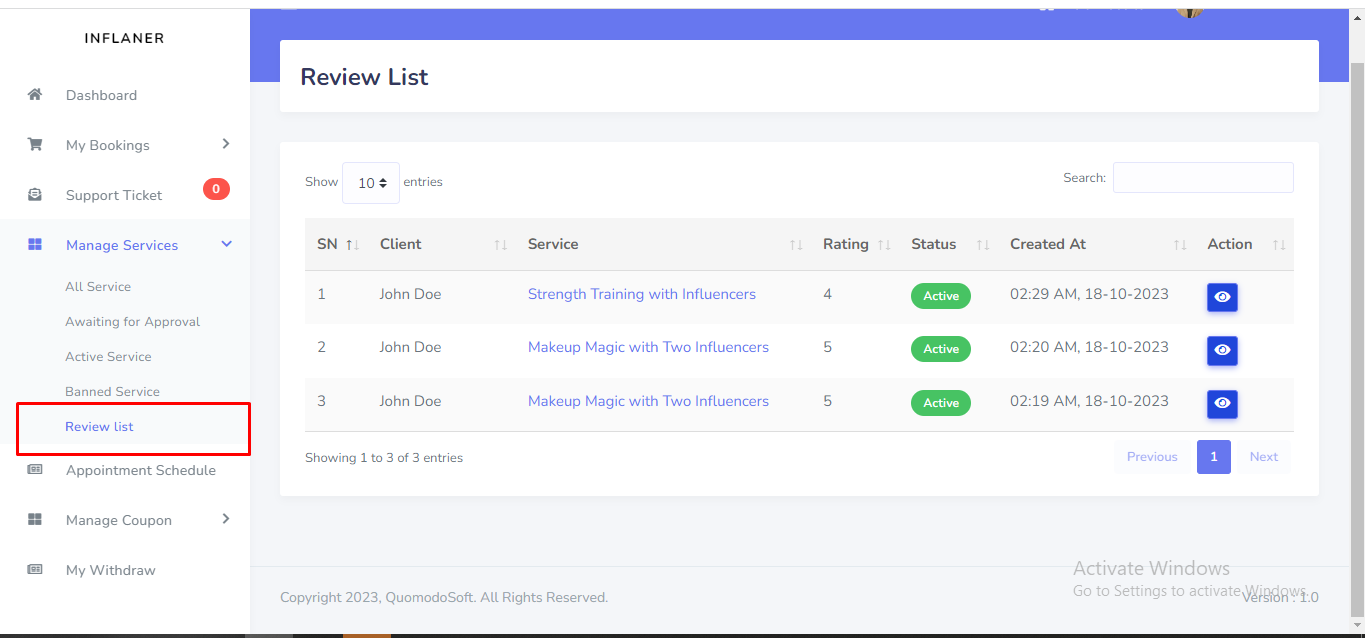 INFLANER
Dashboard
My Bookings
Support Ticket 0
Manage Services
All Service
Awaiting for Approval
Active Service
Banned Service
Review list
Appointment Schedule
Manage Coupon
My Withdraw
Review List
Show 10 entries Search:
SN Client Service Rating Status Created At Action
1 John Doe Strength Training with Influencers 4 Active 02:29 AM, 18-10-2023
2 John Doe Makeup Magic with Two Influencers 5 Active 02:20 AM, 18-10-2023
3 John Doe Makeup Magic with Two Influencers 5 Active 02:19 AM, 18-10-2023
Showing 1 to 3 of 3 entries Previous 1 Next
Activate Windows
Go to Settings to activate Windows.
Copyright 2023, QuomodoSoft. All Rights Reserved. Version : 1.0